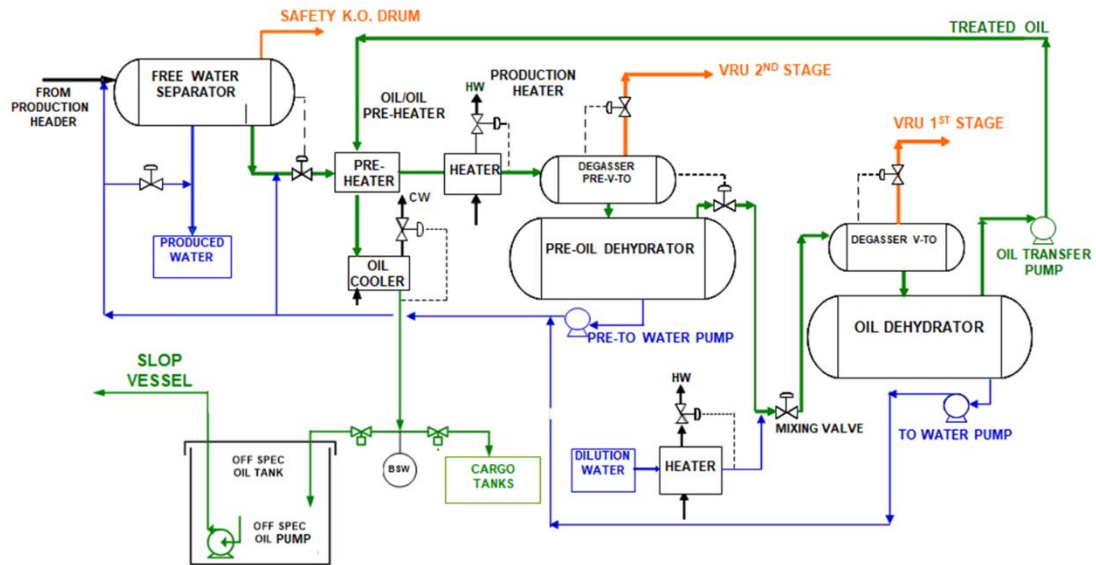 SAFETY K.O. DRUM
TREATED OIL
FREE WATER
SEPARATOR
FROM
PRODUCTION
HEADER
OIL/OIL
PRE-HEATER
HW
PRODUCTION
HEATER
VRU 2ND STAGE
VRU 1ST STAGE
PRE-
HEATER
HEATER
DEGASSER
PRE-V-TO
CW
PRODUCED
WATER
OIL
COOLER
PRE-OIL DEHYDRATOR
DEGASSER V-TO
OIL TRANSFER
PUMP
OIL DEHYDRATOR
PRE-TO WATER PUMP
SLOP
VESSEL
HW
MIXING VALVE
TO WATER PUMP
OFF SPEC
OIL TANK
BSW
CARGO
TANKS
DILUTION
WATER
HEATER
OFF SPEC
OIL PUMP